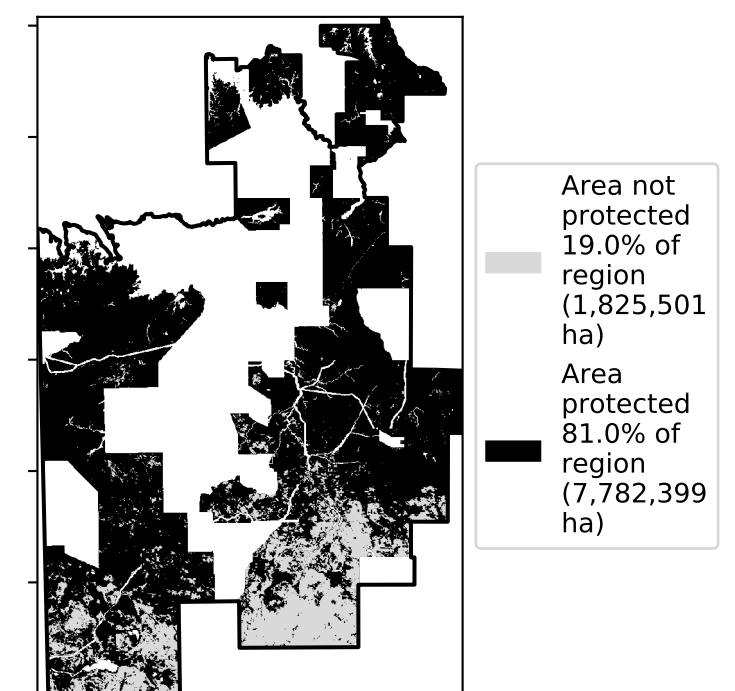 Area not
protected
19.0% of
region
(1,825,501
ha)
Area
protected
81.0% of
region
(7,782,399
ha)